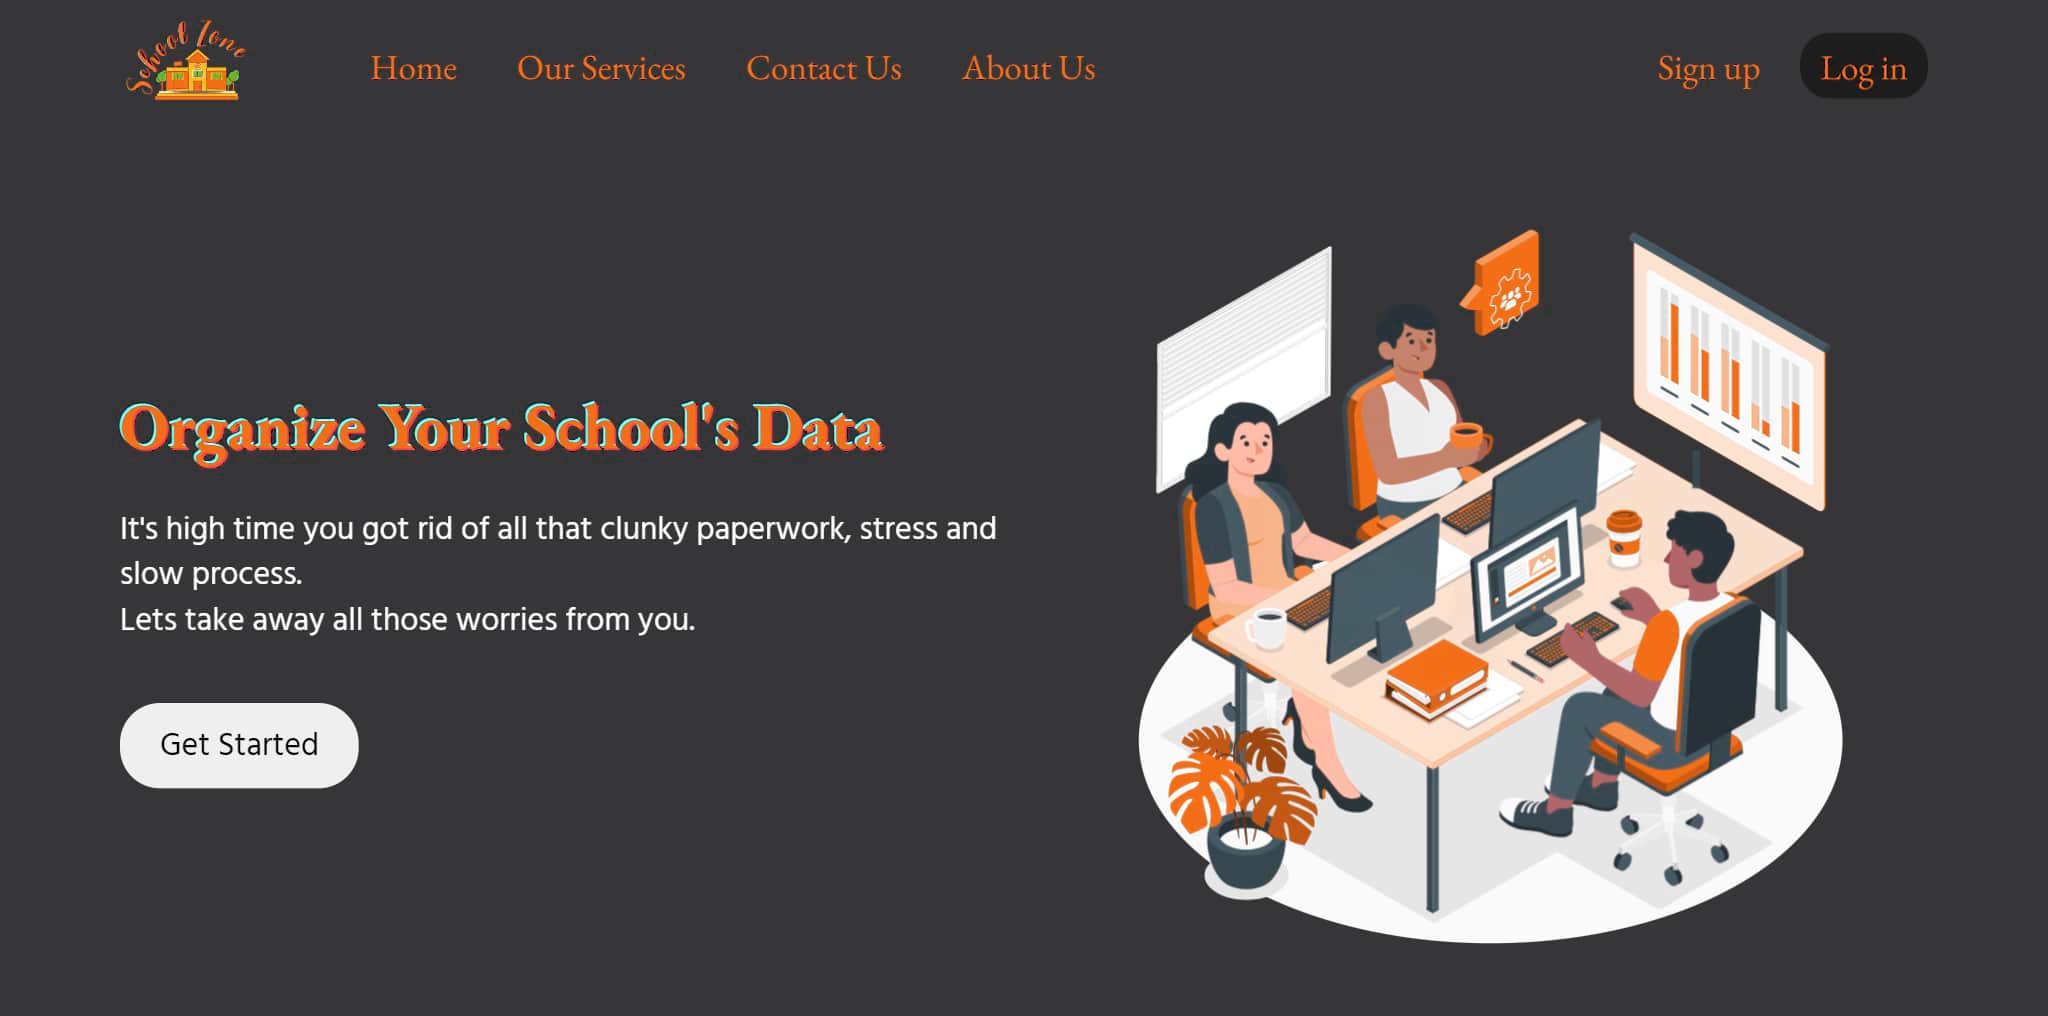 School Zone
Home
Our Services
Contact Us
About Us
Sign up
Log in
Organize Your School's Data
It's high time you got rid of all that clunky paperwork, stress and
slow process.
Lets take away all those worries from you.
Get Started